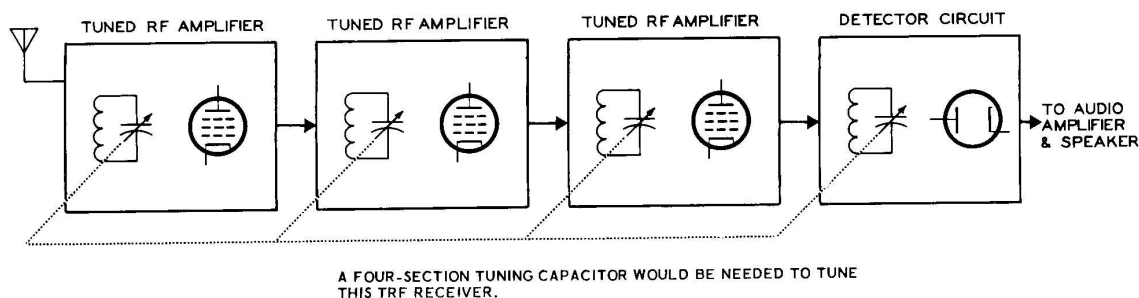 TUNED RF AMPLIFIER
TUNED RF AMPLIFIER
TUNED RF AMPLIFIER
DETECTOR CIRCUIT
TO AUDIO
AMPLIFIER
& SPEAKER
A FOUR-SECTION TUNING CAPACITOR WOULD BE NEEDED TO TUNE
THIS TRF RECEIVER.